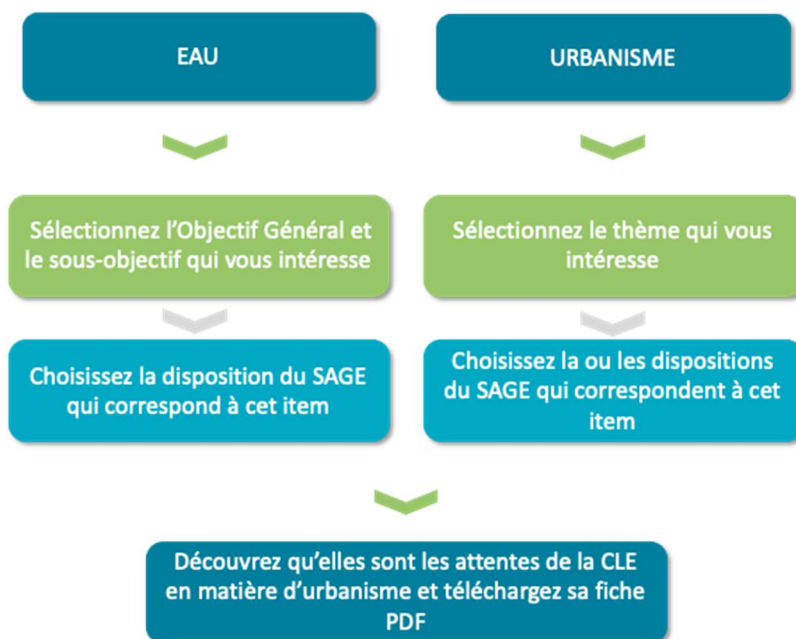 EAU
URBANISME
Sélectionnez l'Objectif Général et
le sous-objectif qui vous intéresse
Sélectionnez le thème qui vous
intéresse
Choisissez la disposition du SAGE
qui correspond à cet item
Choisissez la ou les dispositions
du SAGE qui correspondent à cet
item
Découvrez qu'elles sont les attentes de la CLE
en matière d'urbanisme et téléchargez sa fiche
PDF